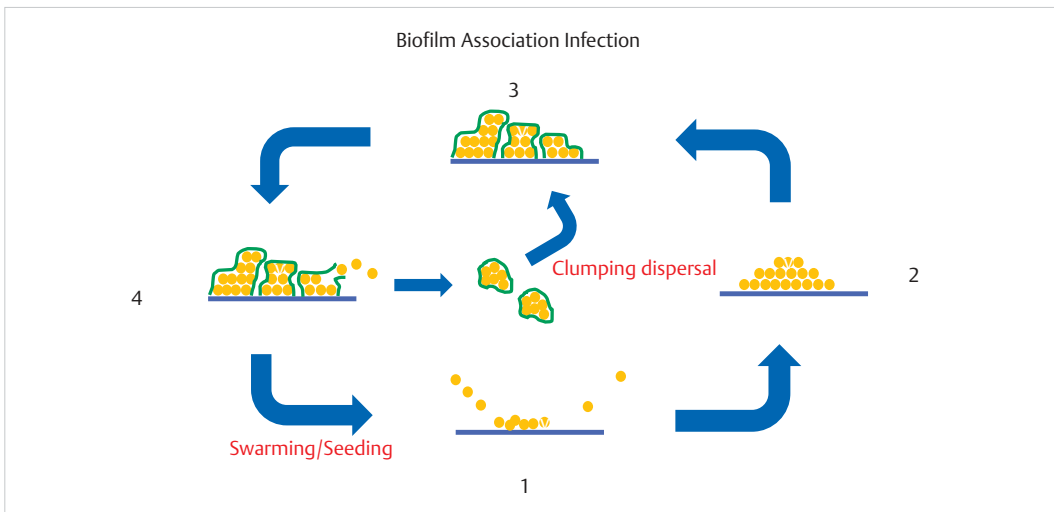 Biofilm Association Infection
3
Clumping dispersal
4
2
Swarming/Seeding
1